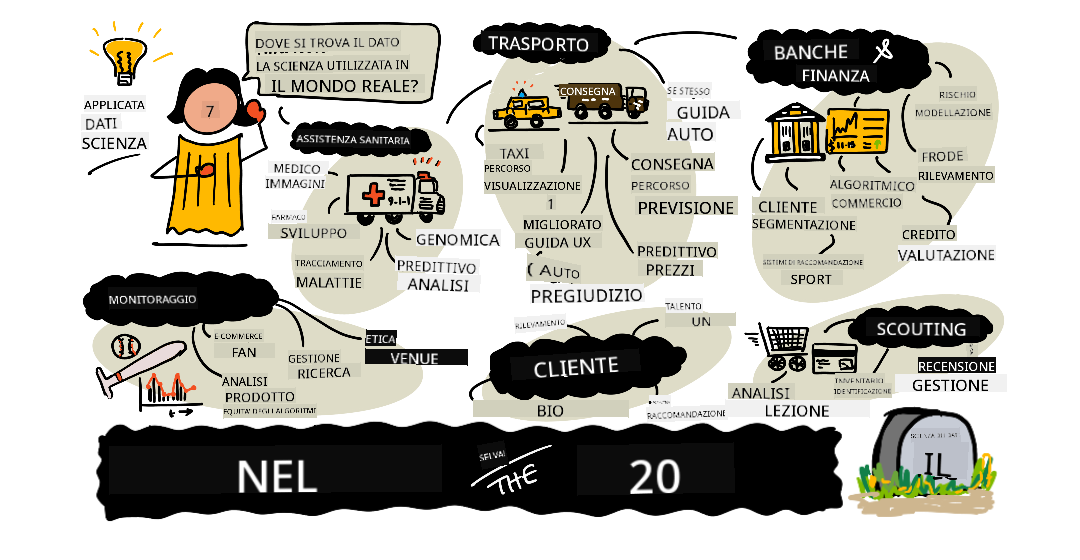 APPLICATA
DATI
SCIENZA
7
DOVE SI TROVA IL DATO
LA SCIENZA UTILIZZATA IN
IL MONDO REALE?
ASSISTENZA SANITARIA
MEDICO
IMMAGINI
FARMACO
SVILUPPO
TRACCIAMENTO
MALATTIE
9-1-1
GENOMICA
PREDITTIVO
ANALISI
TRASPORTO
CONSEGNA
TAXI
PERCORSO
VISUALIZZAZIONE
1
MIGLIORATO
GUIDA UX
( AUTO
PREGIUDIZIO
SE STESSO
GUIDA
AUTO
CONSEGNA
PERCORSO
PREVISIONE
PREDITTIVO
PREZZI
BANCHE &
FINANZA
RISCHIO
MODELLAZIONE
FRODE
RILEVAMENTO
ALGORITMICO
COMMERCIO
CLIENTE
SEGMENTAZIONE
SISTEMI DI RACCOMANDAZIONE
SPORT
CREDITO
VALUTAZIONE
MONITORAGGIO
E-COMMERCE
FAN
ANALISI
PRODOTTO
EQUITÀ DEGLI ALGORITMI
GESTIONE
RICERCA
ETICA
VENUE
RILEVAMENTO
TALENTO
UN
CLIENTE
BIO
RACCOMANDAZIONE
SCOUTING
RECENSIONE
GESTIONE
INVENTARIO
IDENTIFICAZIONE
ANALISI
LEZIONE
NEL
SEI VAI
THE
20
SCIENZA DEI DATI
IL